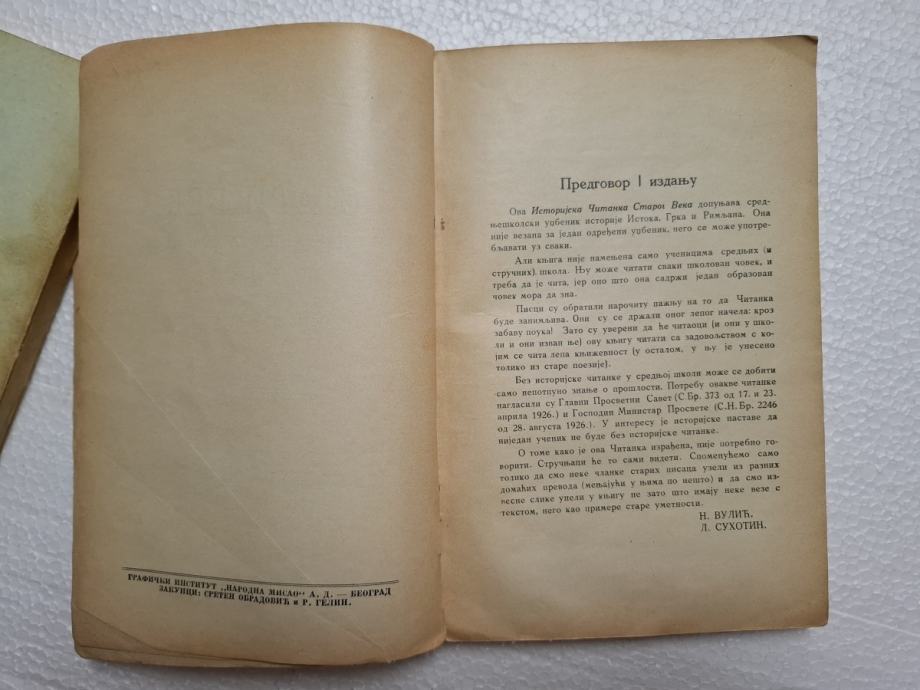 ГРАФИЧКИ ИНСТИТУТ „НАРОДНА МИСАО“ А. Д. — БЕОГРАД
ЗАКУПЦИ: СРЕТЕН ОБРАДОВИЋ и Р. ГЕЛИН.
Предговор I издању
Ова Историјска Читанка Старог Века допуњава сред-
њешколски уџбеник историје Истока, Грка и Римљана. Она
није везана за један одређени уџбеник, него се може употре-
бљавати уз сваки.
Али књига није намењена само ученицима средњих (и
стручних) школа. Њу може читати сваки школован човек, и
треба да је чита, јер оно што она садржи један образован
човек мора да зна.
Писци су обратили нарочиту пажњу на то да Читанка
буде занимљива. Они су се држали оног лепог начела: кроз
забаву поука! Зато су уверени да ће читаоци (и они у шко-
ли и они изван ње) ову књигу читати са задовољством с ко-
јим се чита лепа књижевност (у осталом, у њу је унесено
толико из старе поезије).
Без историјске читанке у средњој школи може се добити
само непотпуно знање о прошлости. Потребу овакве читанке
нагласили су Главни Просветни Савет (С.Бр. 373 од 17. и 23.
априла 1926.) и Господин Министар Просвете (С.Н.Бр. 2246
од 28. августа 1926.). У интересу је историјске наставе да
ниједан ученик не буде без историјске читанке.
О томе како је ова Читанка израђена, није потребно го-
ворити. Стручњаци ће то сами видети. Споменућемо само
толико да смо неке чланке старих писаца узели из разних
домаћих превода (мењајући у њима по нешто) и да смо из-
весне слике унели у књигу не зато што имају неке везе с
текстом, него као примере старе уметности.
Н. ВУЛИЋ.
Л. СУХОТИН.